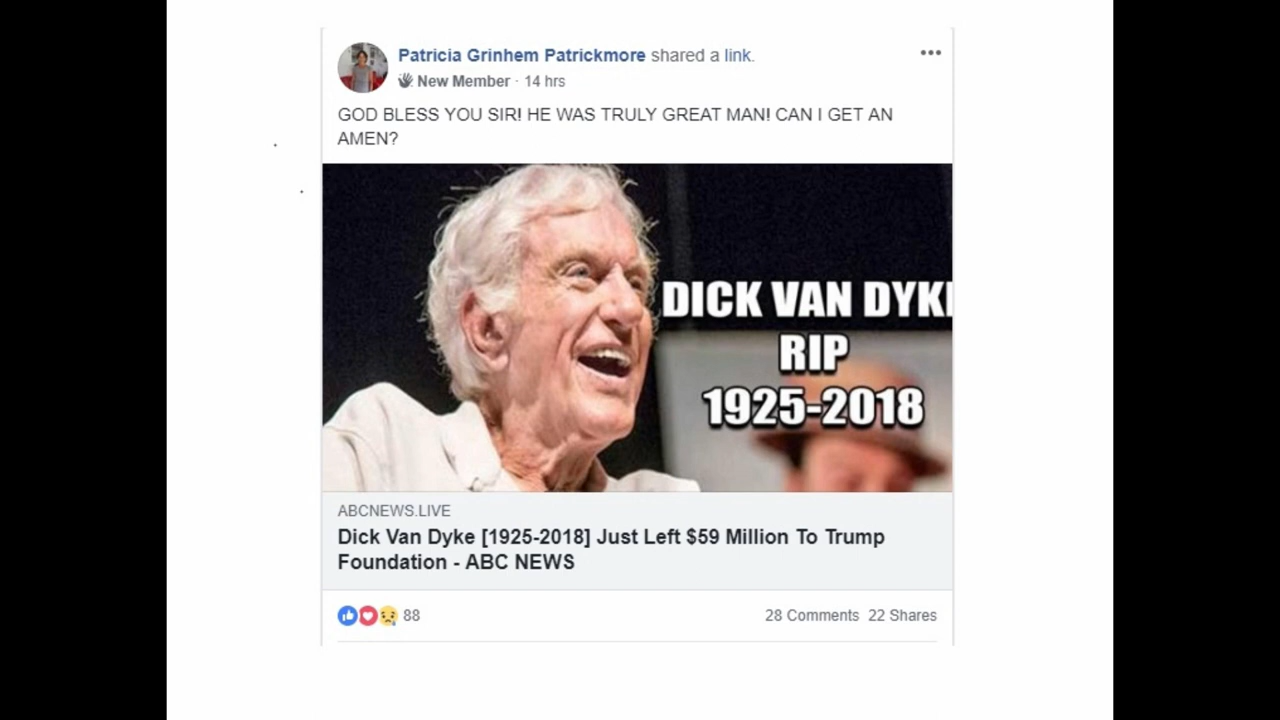 Patricia Grinhem Patrickmore shared a link.
New Member · 14 hrs
GOD BLESS YOU SIR! HE WAS TRULY GREAT MAN! CAN I GET AN
AMEN?
DICK VAN DYK
RIP
1925-2018
ABCNEWS.LIVE
Dick Van Dyke [1925-2018] Just Left $59 Million To Trump
Foundation - ABC NEWS
88
28 Comments 22 Shares